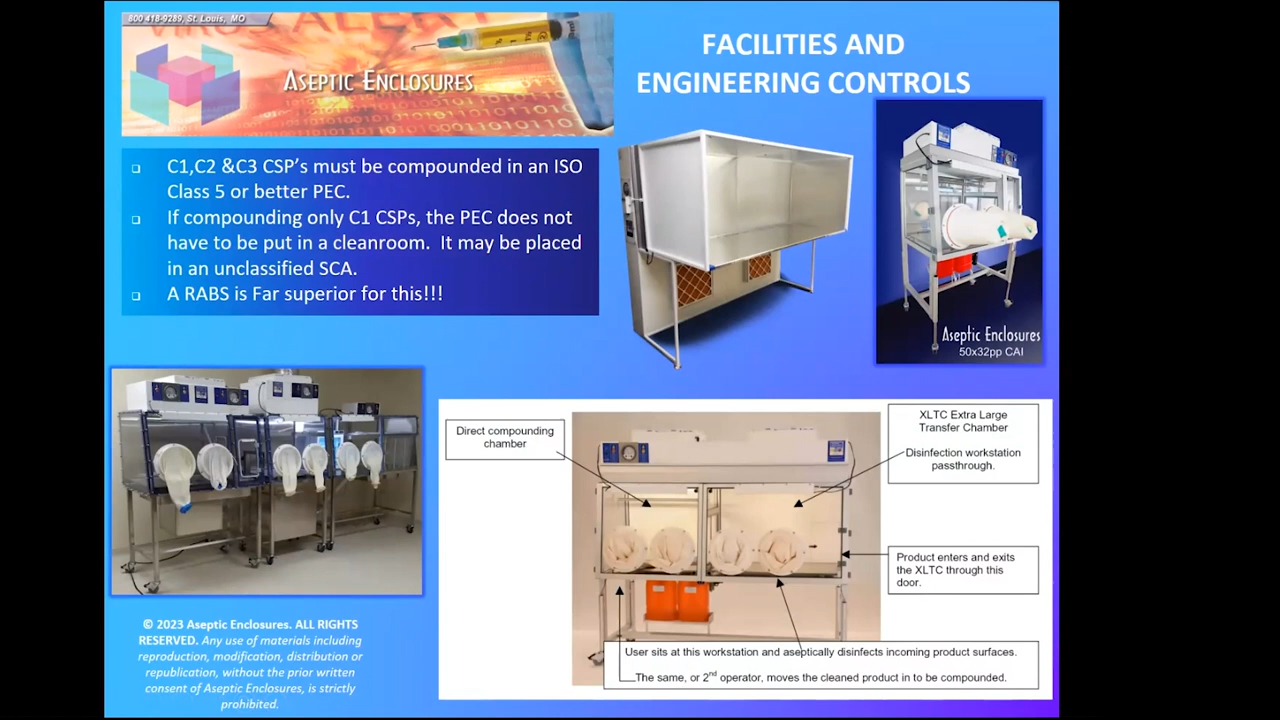 800 418-9289, St. Louis, MO
VIRUS ALERT
ASEPTIC ENCLOSURES
FACILITIES AND
ENGINEERING CONTROLS
C1,C2 &C3 CSP's must be compounded in an ISO
Class 5 or better PEC.
If compounding only C1 CSPs, the PEC does not
have to be put in a cleanroom. It may be placed
in an unclassified SCA.
A RABS is Far superior for this!!!
Aseptic Enclosures
50x32pp CAI
Direct compounding
chamber
XLTC Extra Large
Transfer Chamber
Disinfection workstation
passthrough.
Product enters and exits
the XLTC through this
door.
User sits at this workstation and aseptically disinfects incoming product surfaces.
The same, or 2nd operator, moves the cleaned product in to be compounded.
© 2023 Aseptic Enclosures. ALL RIGHTS
RESERVED. Any use of materials including
reproduction, modification, distribution or
republication, without the prior written
consent of Aseptic Enclosures, is strictly
prohibited.